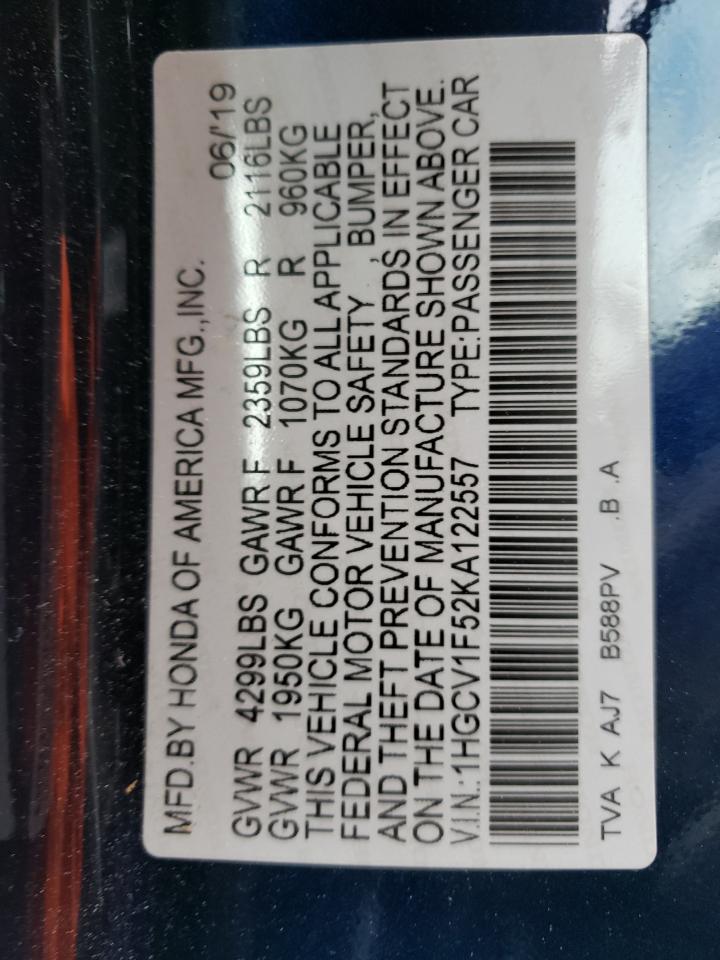 MFD.BY HONDA OF AMERICA MFG.,INC. 06/'19
GVWR 4299LBS GAWR F 2359LBS R 2116LBS
GVWR 1950KG GAWR F 1070KG R 960KG
THIS VEHICLE CONFORMS TO ALL APPLICABLE
FEDERAL MOTOR VEHICLE SAFETY, BUMPER,
AND THEFT PREVENTION STANDARDS IN EFFECT
ON THE DATE OF MANUFACTURE SHOWN ABOVE.
V.I.N.:1HGCV1F52KA122557 TYPE:PASSENGER CAR
TVA K AJ7 B588PV .B .A